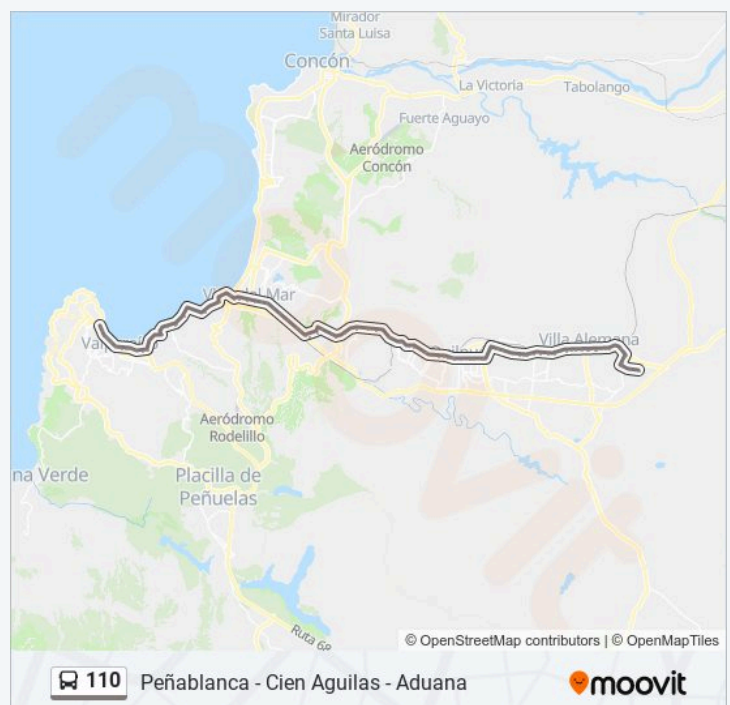 Mirador
Santa Luisa
Concón
La Victoria
Tabolango
Fuerte Aguayo
Aeródromo
Concón
Villa Alemana
Aeródromo
Rodelillo
na Verde
Placilla de
Peñuelas
Ruta 68
© OpenStreetMap contributors | © OpenMapTiles
110 Peñablanca - Cien Aguilas - Aduana
moovit